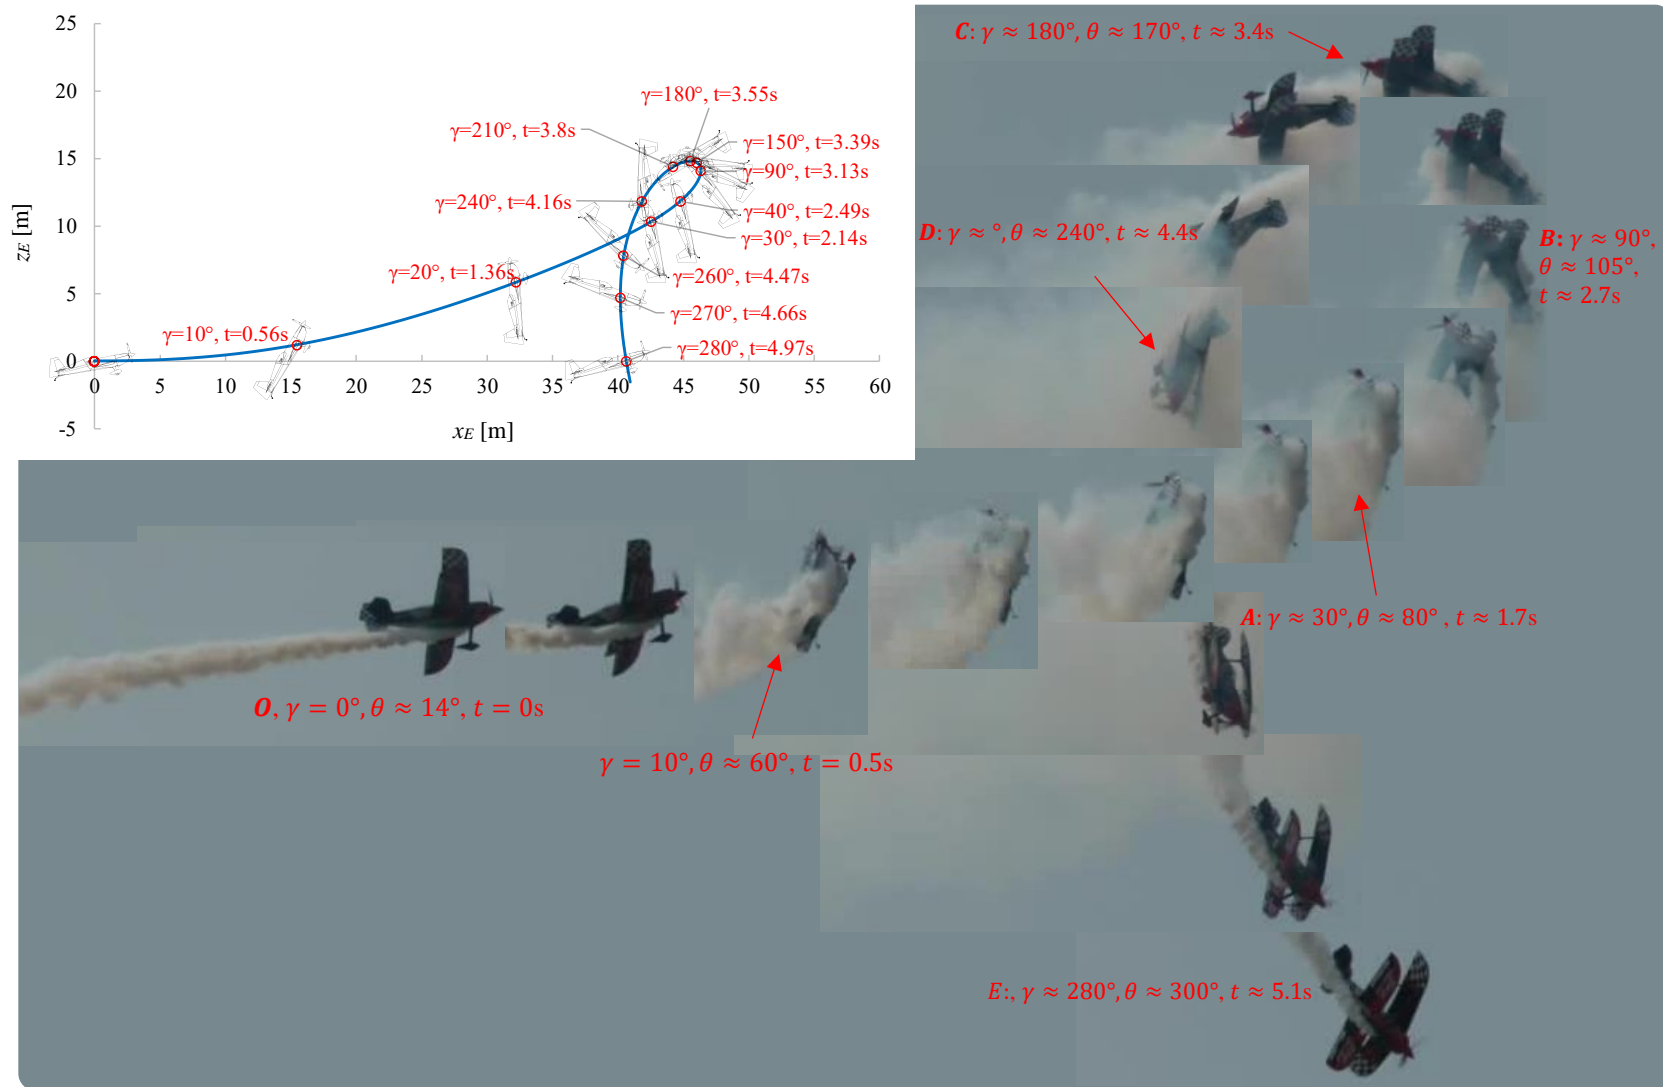 25
20
15
10
5
0
-5
0
5
10
15
20
25
30
35
40
45
50
55
60
zE [m]
xE [m]
γ=180°, t=3.55s
γ=210°, t=3.8s
γ=150°, t=3.39s
γ=90°, t=3.13s
γ=240°, t=4.16s
γ=40°, t=2.49s
γ=30°, t=2.14s
γ=20°, t=1.36s
γ=260°, t=4.47s
γ=270°, t=4.66s
γ=10°, t=0.56s
γ=280°, t=4.97s
C: γ ≈ 180°, θ ≈ 170°, t ≈ 3.4s
D: γ ≈ °, θ ≈ 240°, t ≈ 4.4s
B: γ ≈ 90°,
θ ≈ 105°,
t ≈ 2.7s
A: γ ≈ 30°, θ ≈ 80° , t ≈ 1.7s
O, γ = 0°, θ ≈ 14°, t = 0s
γ = 10°, θ ≈ 60°, t = 0.5s
E:, γ ≈ 280°, θ ≈ 300°, t ≈ 5.1s